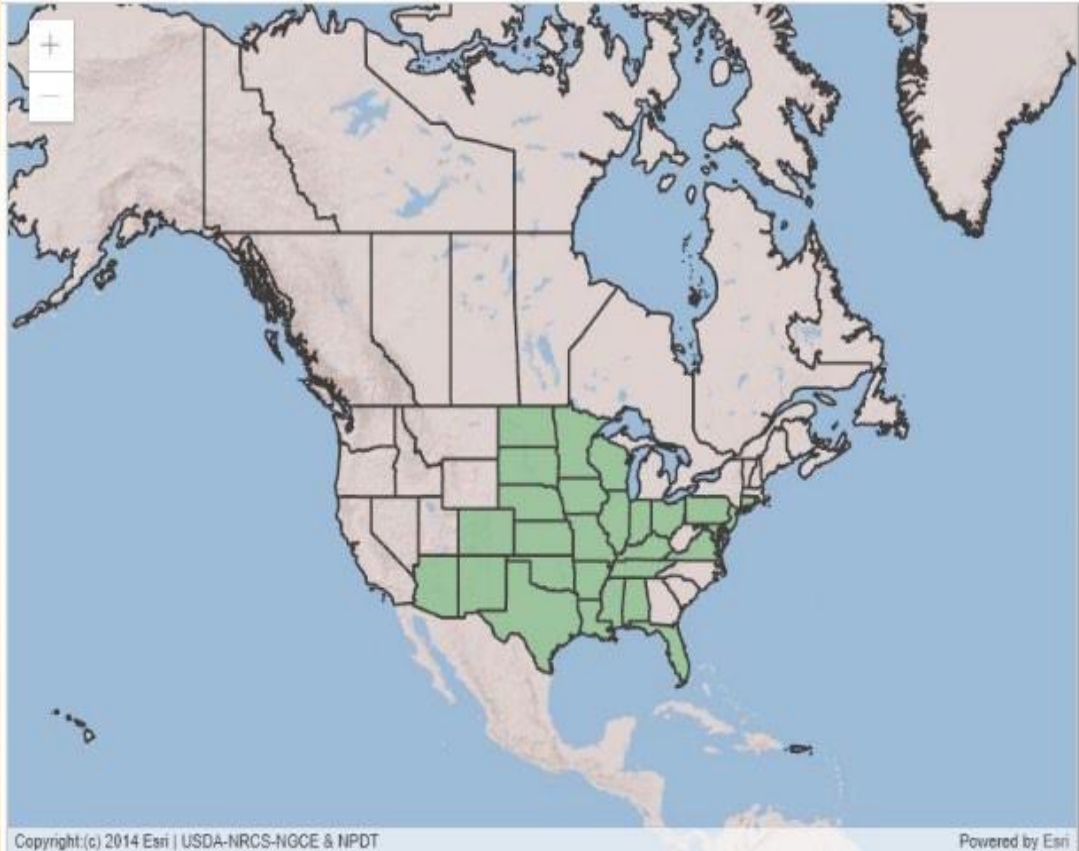 +
−
Copyright:(c) 2014 Esri | USDA-NRCS-NGCE & NPDT
Powered by Esri